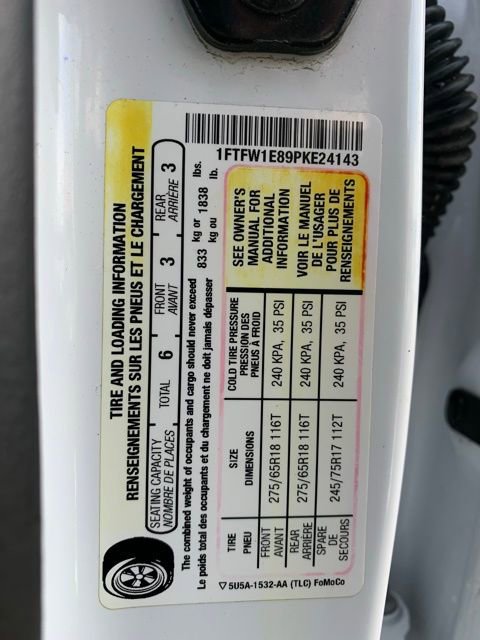 TIRE AND LOADING INFORMATION
RENSEIGNEMENTS SUR LES PNEUS ET LE CHARGEMENT
SEATING CAPACITY
NOMBRE DE PLACES
TOTAL 6
FRONT
AVANT
3
REAR
ARRIÈRE
3
The combined weight of occupants and cargo should never exceed
Le poids total des occupants et du chargement ne doit jamais dépasser
833 kg or
kg ou
1838 lbs.
lb.
1FTFW1E89PKE24143
TIRE
PNEU
SIZE
DIMENSIONS
COLD TIRE PRESSURE
PRESSION DES
PNEUS À FROID
FRONT
AVANT
275/65R18 116T
240 KPA, 35 PSI
REAR
ARRIÈRE
275/65R18 116T
240 KPA, 35 PSI
SPARE
DE
SECOURS
245/75R17 112T
240 KPA, 35 PSI
SEE OWNER'S
MANUAL FOR
ADDITIONAL
INFORMATION
VOIR LE MANUEL
DE L'USAGER
POUR PLUS DE
RENSEIGNEMENTS
▽ 5U5A-1532-AA (TLC) FoMoCo